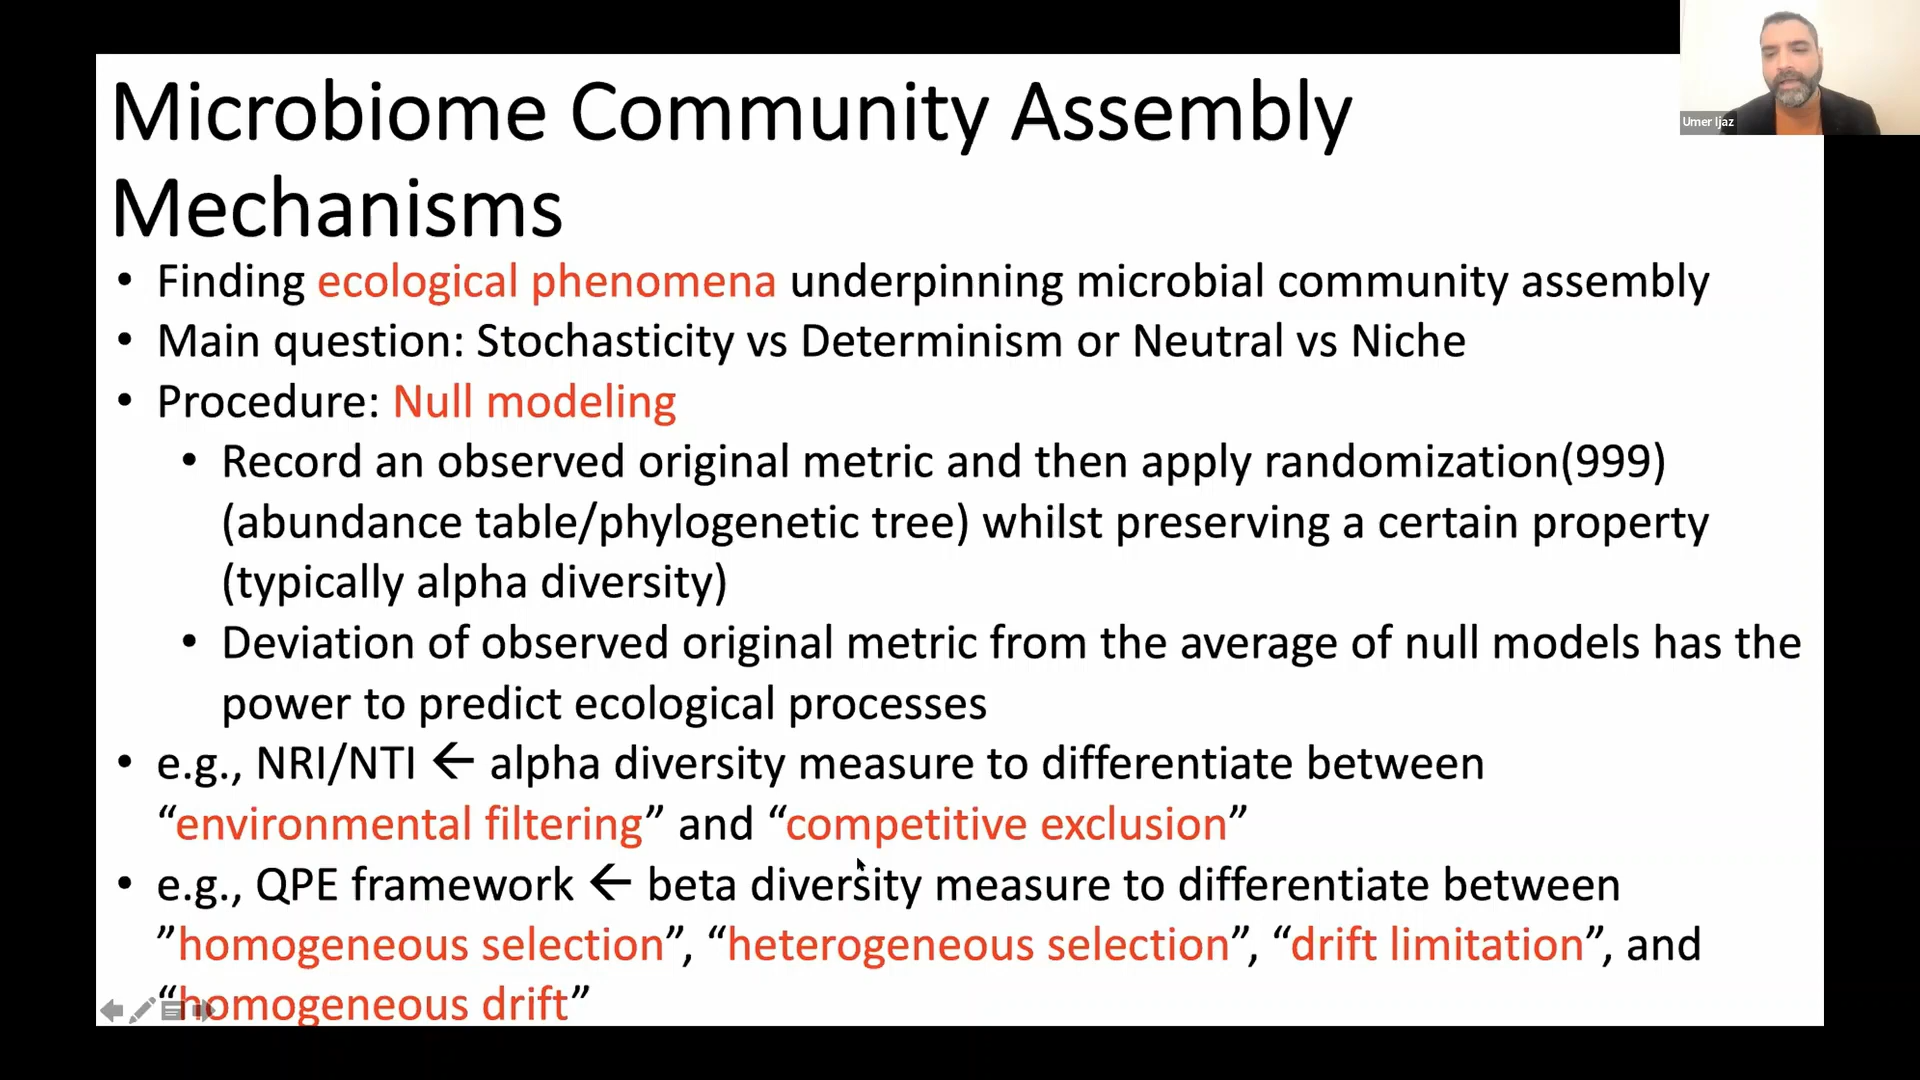 Microbiome Community Assembly
Mechanisms
• Finding ecological phenomena underpinning microbial community assembly
• Main question: Stochasticity vs Determinism or Neutral vs Niche
• Procedure: Null modeling
• Record an observed original metric and then apply randomization(999)
(abundance table/phylogenetic tree) whilst preserving a certain property
(typically alpha diversity)
• Deviation of observed original metric from the average of null models has the
power to predict ecological processes
• e.g., NRI/NTI ← alpha diversity measure to differentiate between
“environmental filtering” and “competitive exclusion”
• e.g., QPE framework ← beta diversity measure to differentiate between
”homogeneous selection”, “heterogeneous selection”, “drift limitation”, and
“homogeneous drift”
Umer Ijaz